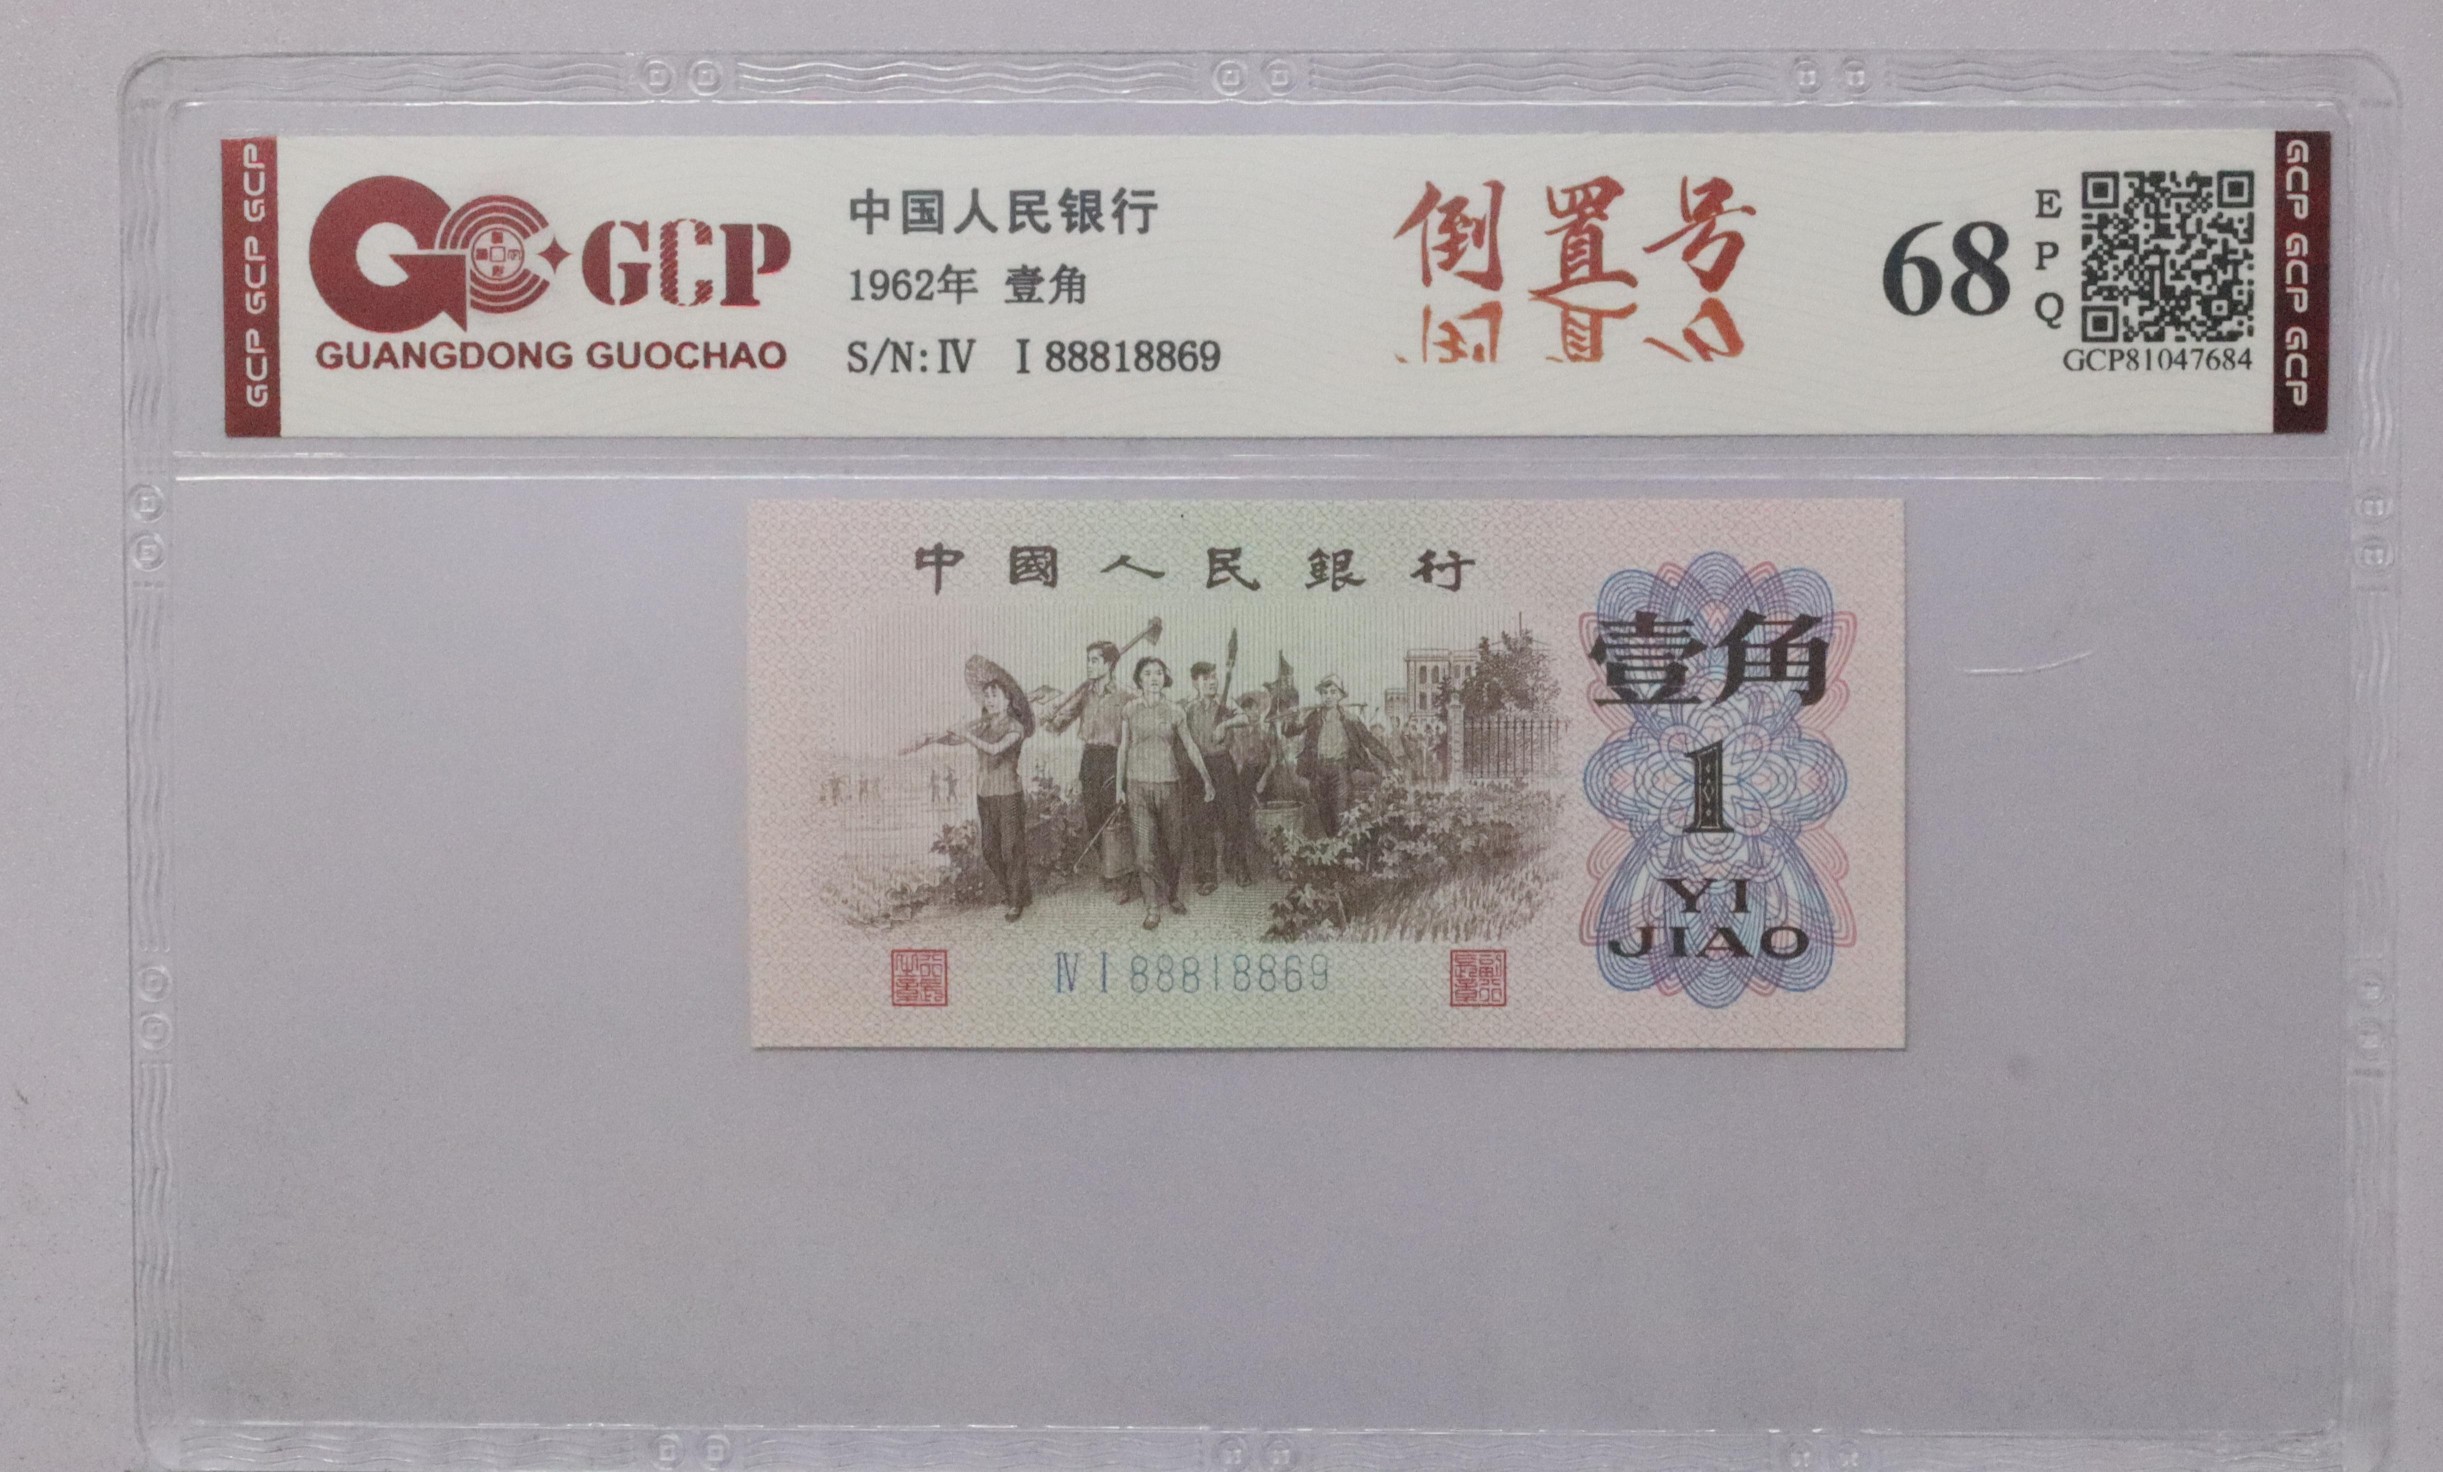 GCP GCP GCP
GCP
GUANGDONG GUOCHAO
中国人民银行
1962年 壹角
S/N: Ⅳ Ⅰ 88818869
倒置号
68
E
P
Q
GCP81047684
GCP GCP GCP
中國人民銀行
壹角
1
YI
JIAO
Ⅳ Ⅰ 88818869